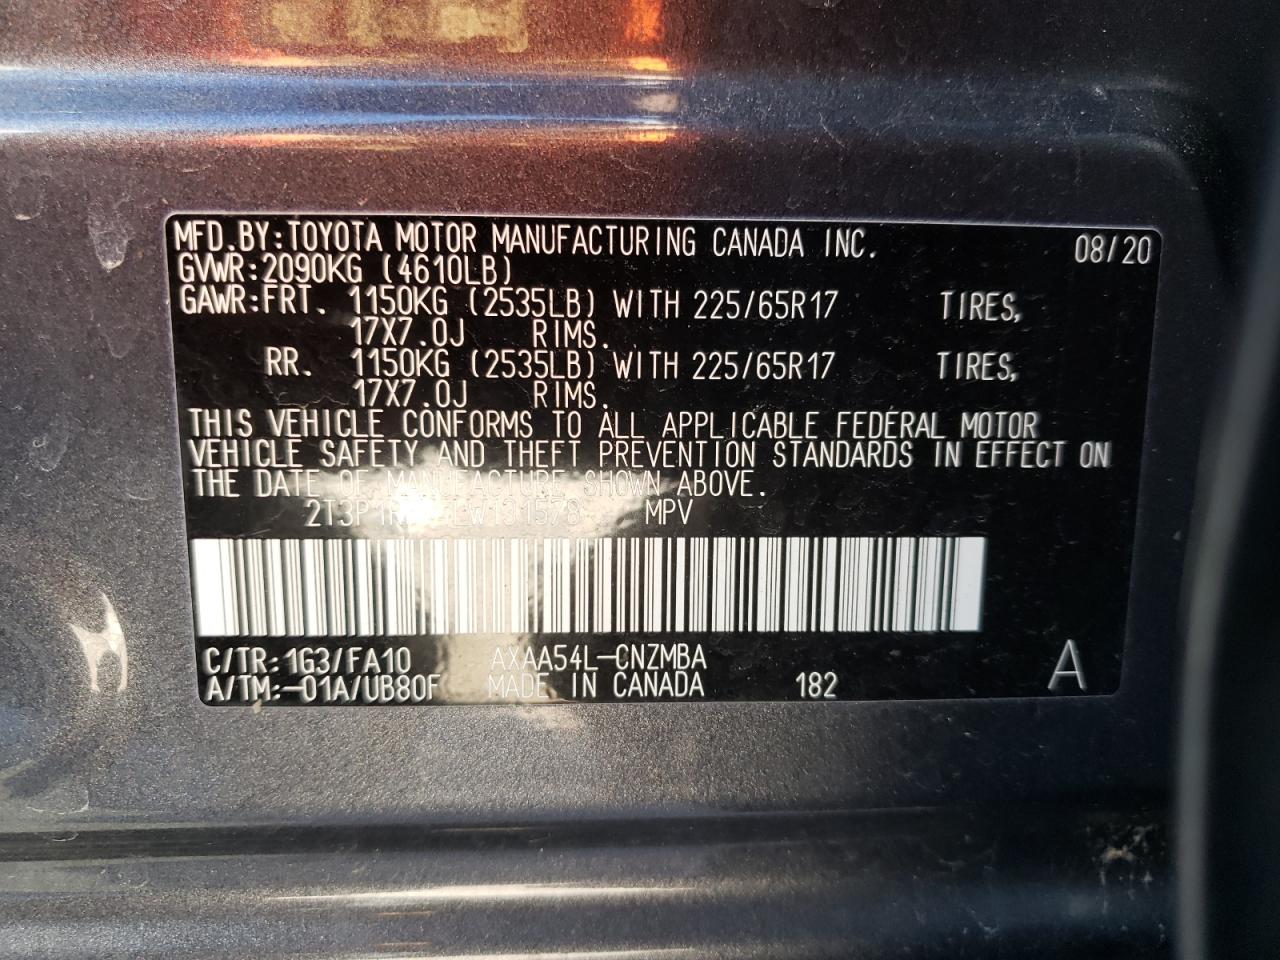 MFD.BY:TOYOTA MOTOR MANUFACTURING CANADA INC. 08/20
GVWR:2090KG (4610LB)
GAWR:FRT. 1150KG (2535LB) WITH 225/65R17 TIRES,
17X7.0J RIMS.
RR. 1150KG (2535LB) WITH 225/65R17 TIRES,
17X7.0J RIMS.
THIS VEHICLE CONFORMS TO ALL APPLICABLE FEDERAL MOTOR
VEHICLE SAFETY AND THEFT PREVENTION STANDARDS IN EFFECT ON
THE DATE OF MANUFACTURE SHOWN ABOVE.
MPV
C/TR:1G3/FA10 AXAA54L-CNZMBA
A/TM:-01A/UB80F MADE IN CANADA 182 A